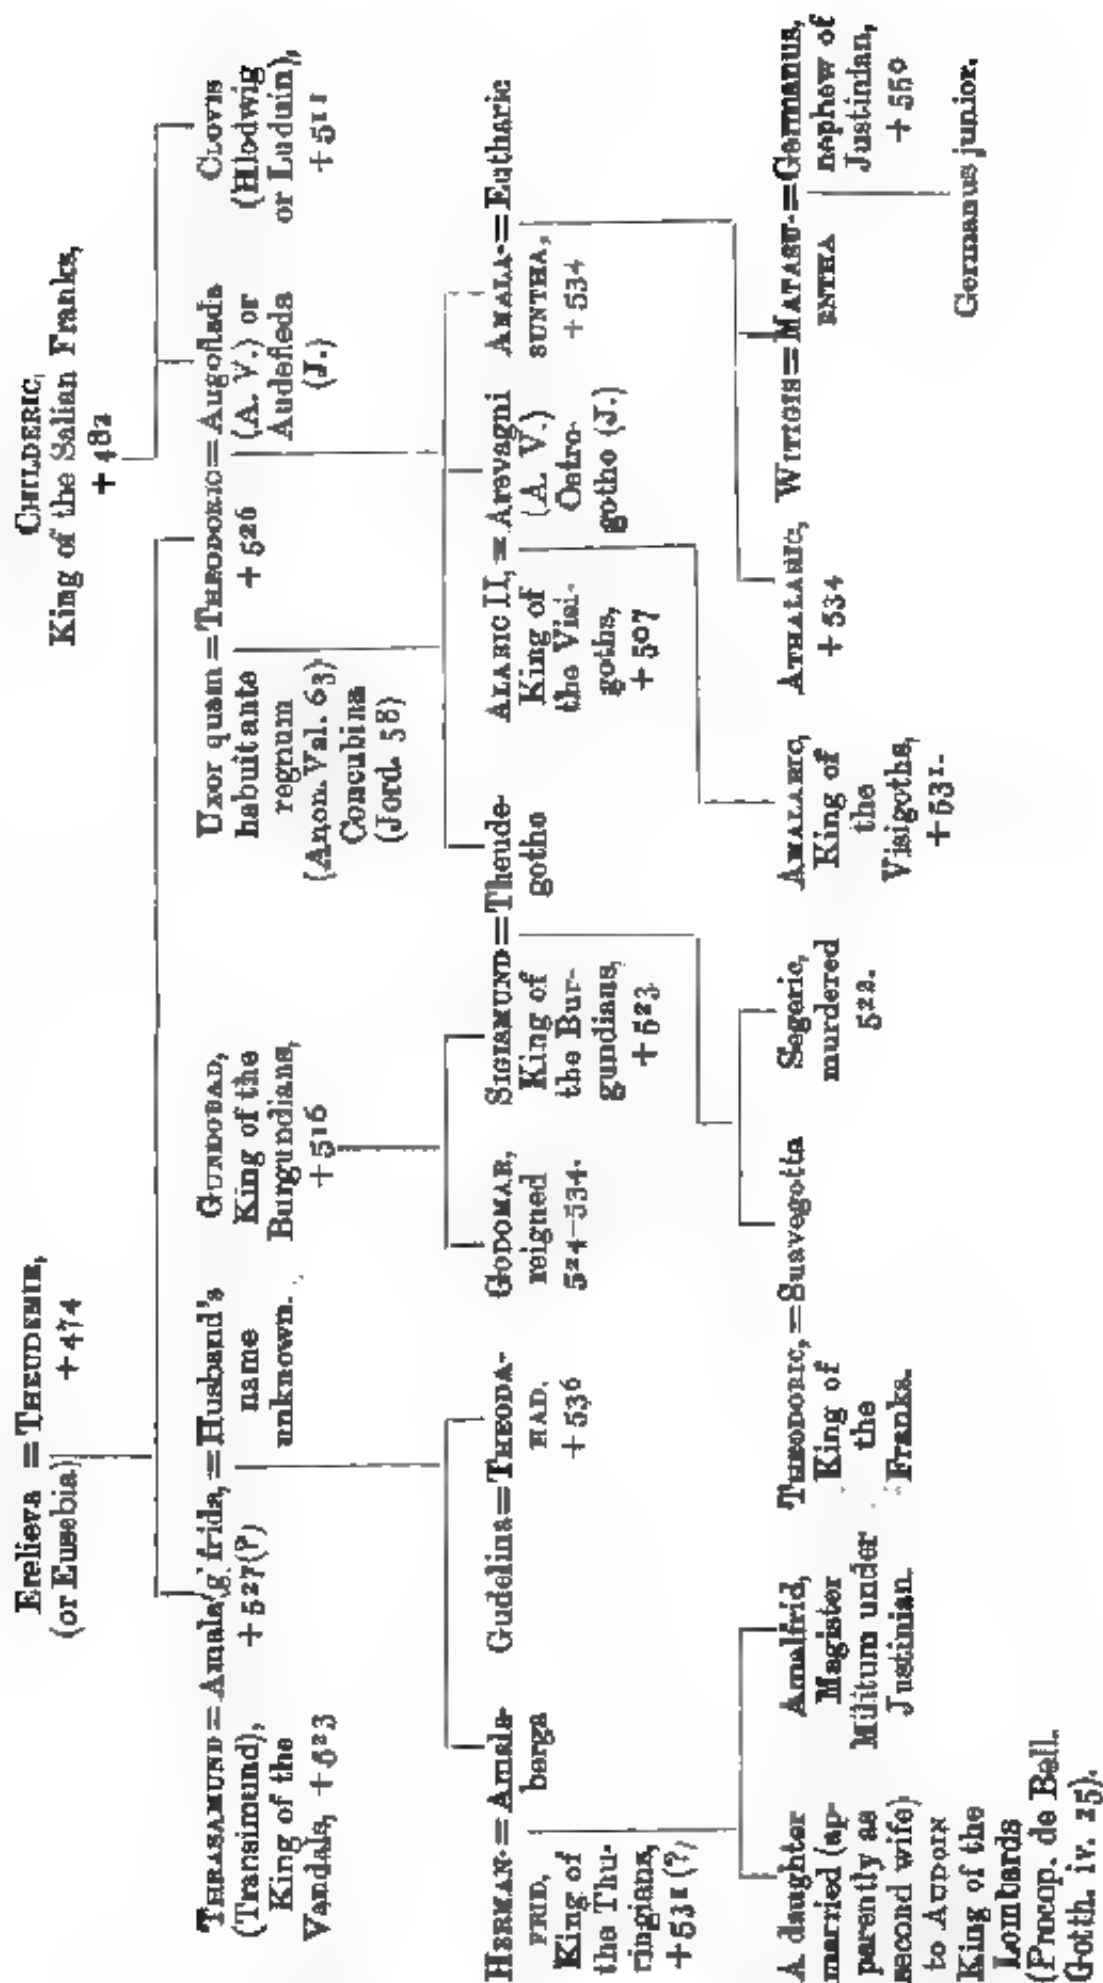 CHILDERIC,
King of the Salian Franks,
+ 482
Erelieva = THEUDEMIR,
(or Eusebia) + 474
THRASAMUND = Amala(g)frida, = Husband's
(Transimund), + 527(?) name
King of the unknown.
Vandals, + 523
GUNDOBAD,
King of the
Burgundians,
+ 516
Uxor quam = THEODORIC = Augoflada
habuit ante + 526 (A. V.) or
regnum Audefleda
(Anon. Val. 63) (J.)
Concubina
(Jord. 58)
CLOVIS
(Hlodwig
or Luduin),
+ 511
HERMAN- = Amala-
FRID, berga
King of
the Thu-
ringians,
+ 531 (?)
Gudelina = THEODA-
HAD,
+ 536
GODOMAR,
reigned
524-534.
SIGISMUND = Theude-
King of gotho
the Bur-
gundians,
+ 523
ALARIC II, = Arevagni
King of (A. V.)
the Visi- Ostro-
goths, gotho (J.)
+ 507
AMALA- = Eutharic
SUNTHA,
+ 534
A daughter
married (ap-
parently as
second wife)
to AUDOIN
King of the
Lombards
(Procop. de Bell.
Gotth. iv. 25).
Amalfrid,
Magister
Militum under
Justinian.
THEODORIC, = Suavegotta
King of
the
Franks.
Segeric,
murdered
522.
AMALARIC,
King of
the
Visigoths,
+ 531.
ATHALARIC,
+ 534
WITIGIS = MATASU- = Germanus,
ENTHA nephew of
Justinian,
+ 550
Germanus junior.